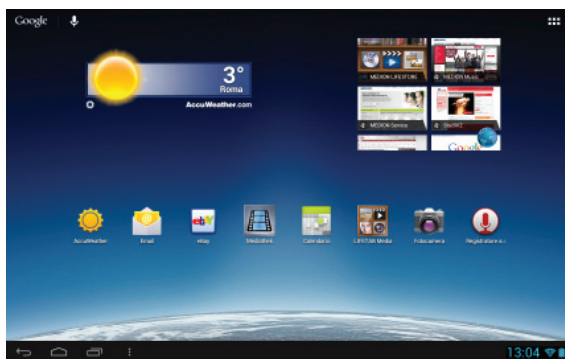 Google
3°
Roma
AccuWeather.com
MEDION LIFESTORE
MEDION Music
MEDION Service
Google
AccuWeather
Email
eBay
Mediathek
Calendario
LIFETAB Media
Fotocamera
13:04